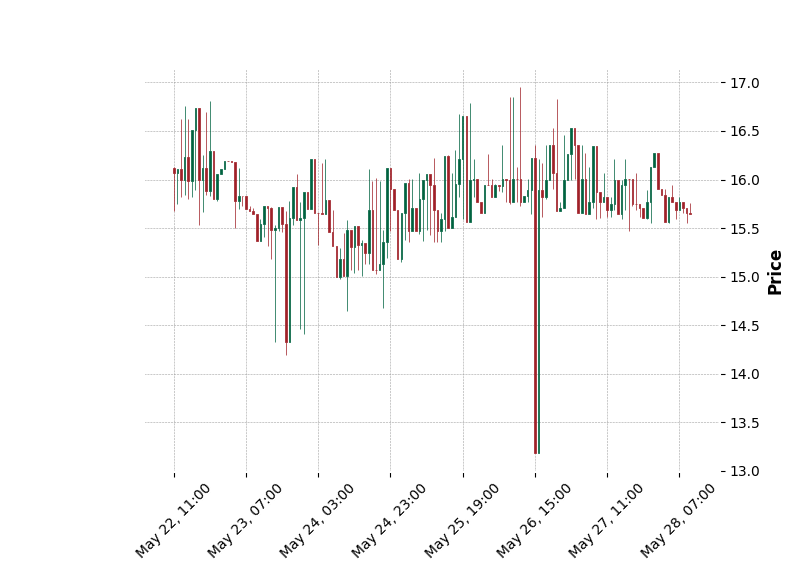 17.0
16.5
16.0
15.5
15.0
14.5
14.0
13.5
13.0
Price
May 22, 11:00
May 23, 07:00
May 24, 03:00
May 24, 23:00
May 25, 19:00
May 26, 15:00
May 27, 11:00
May 28, 07:00